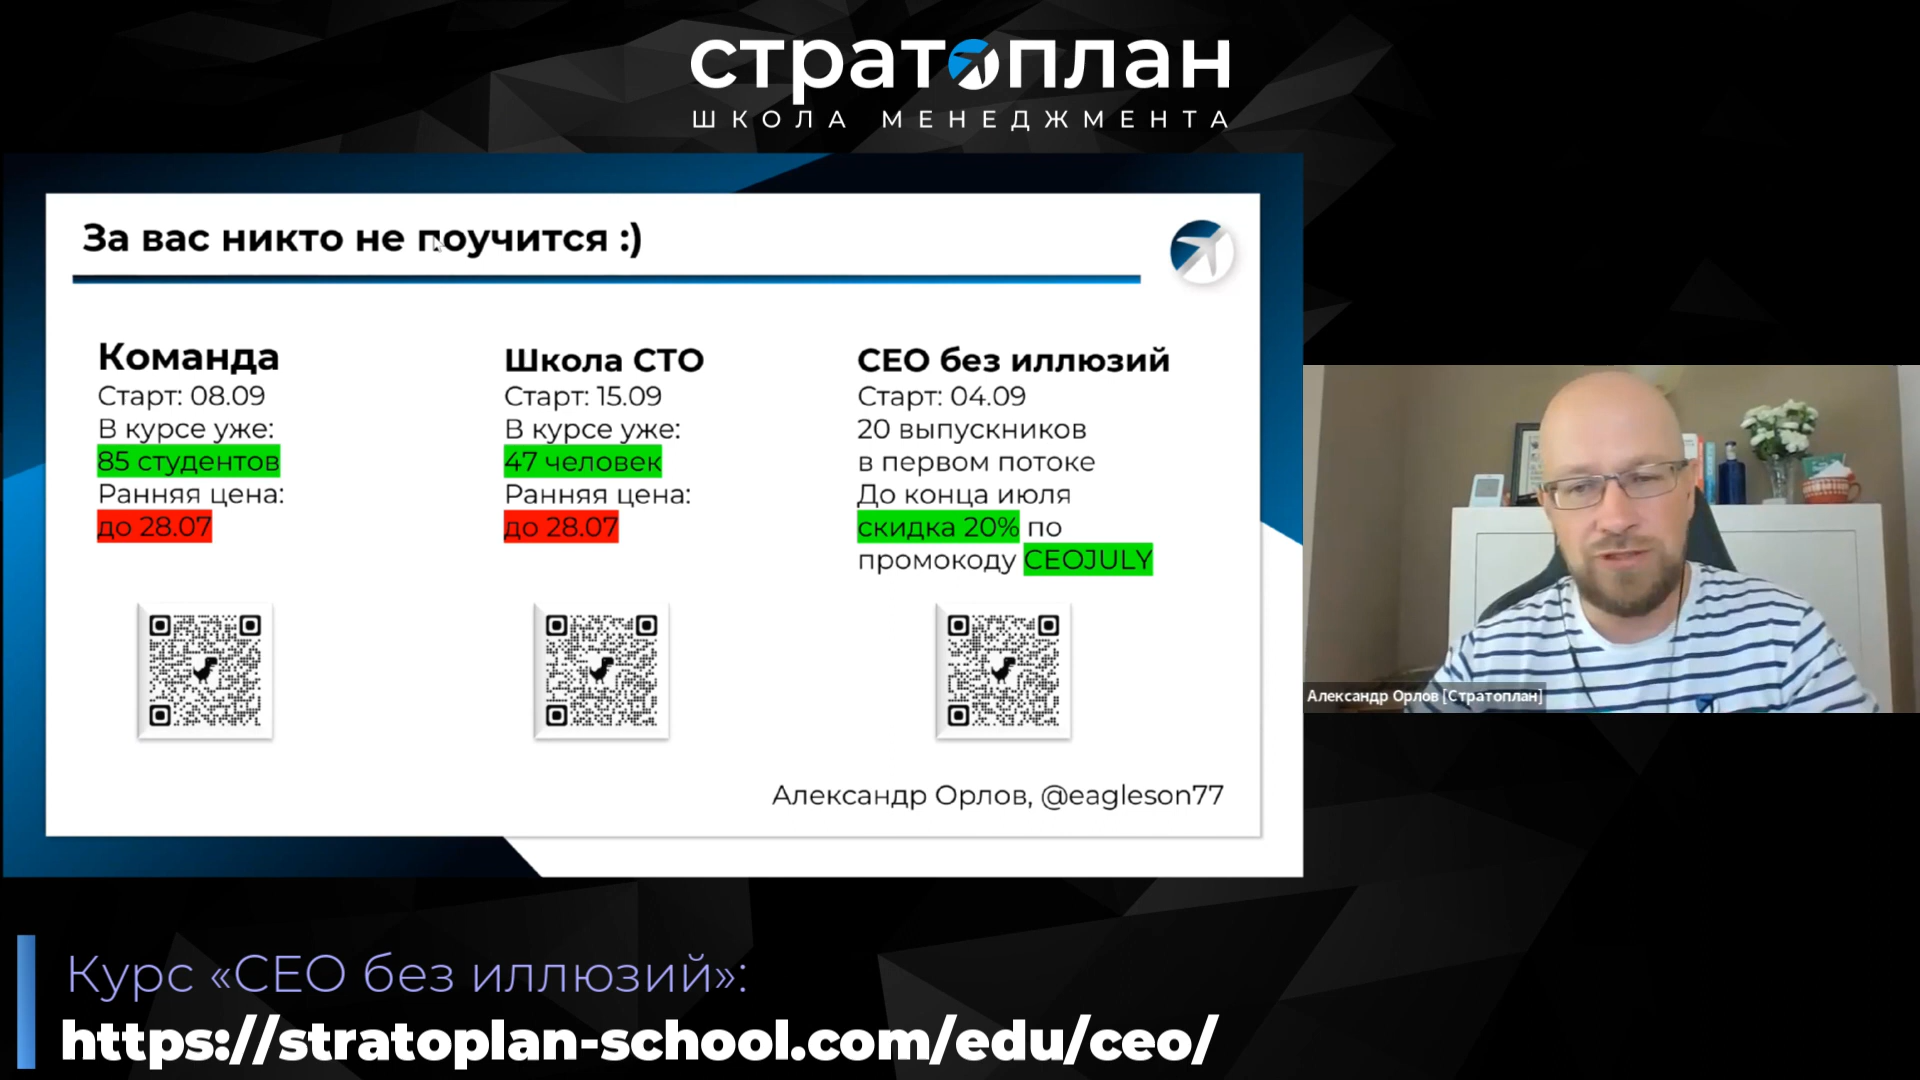 стратоплан
ШКОЛА МЕНЕДЖМЕНТА
За вас никто не поучится :)
Команда
Старт: 08.09
В курсе уже:
85 студентов
Ранняя цена:
до 28.07
Школа СТО
Старт: 15.09
В курсе уже:
47 человек
Ранняя цена:
до 28.07
CEO без иллюзий
Старт: 04.09
20 выпускников
в первом потоке
До конца июля
скидка 20% по
промокоду CEOJULY
Александр Орлов, @eagleson77
Александр Орлов [Стратоплан]
Курс «CEO без иллюзий»:
https://stratoplan-school.com/edu/ceo/